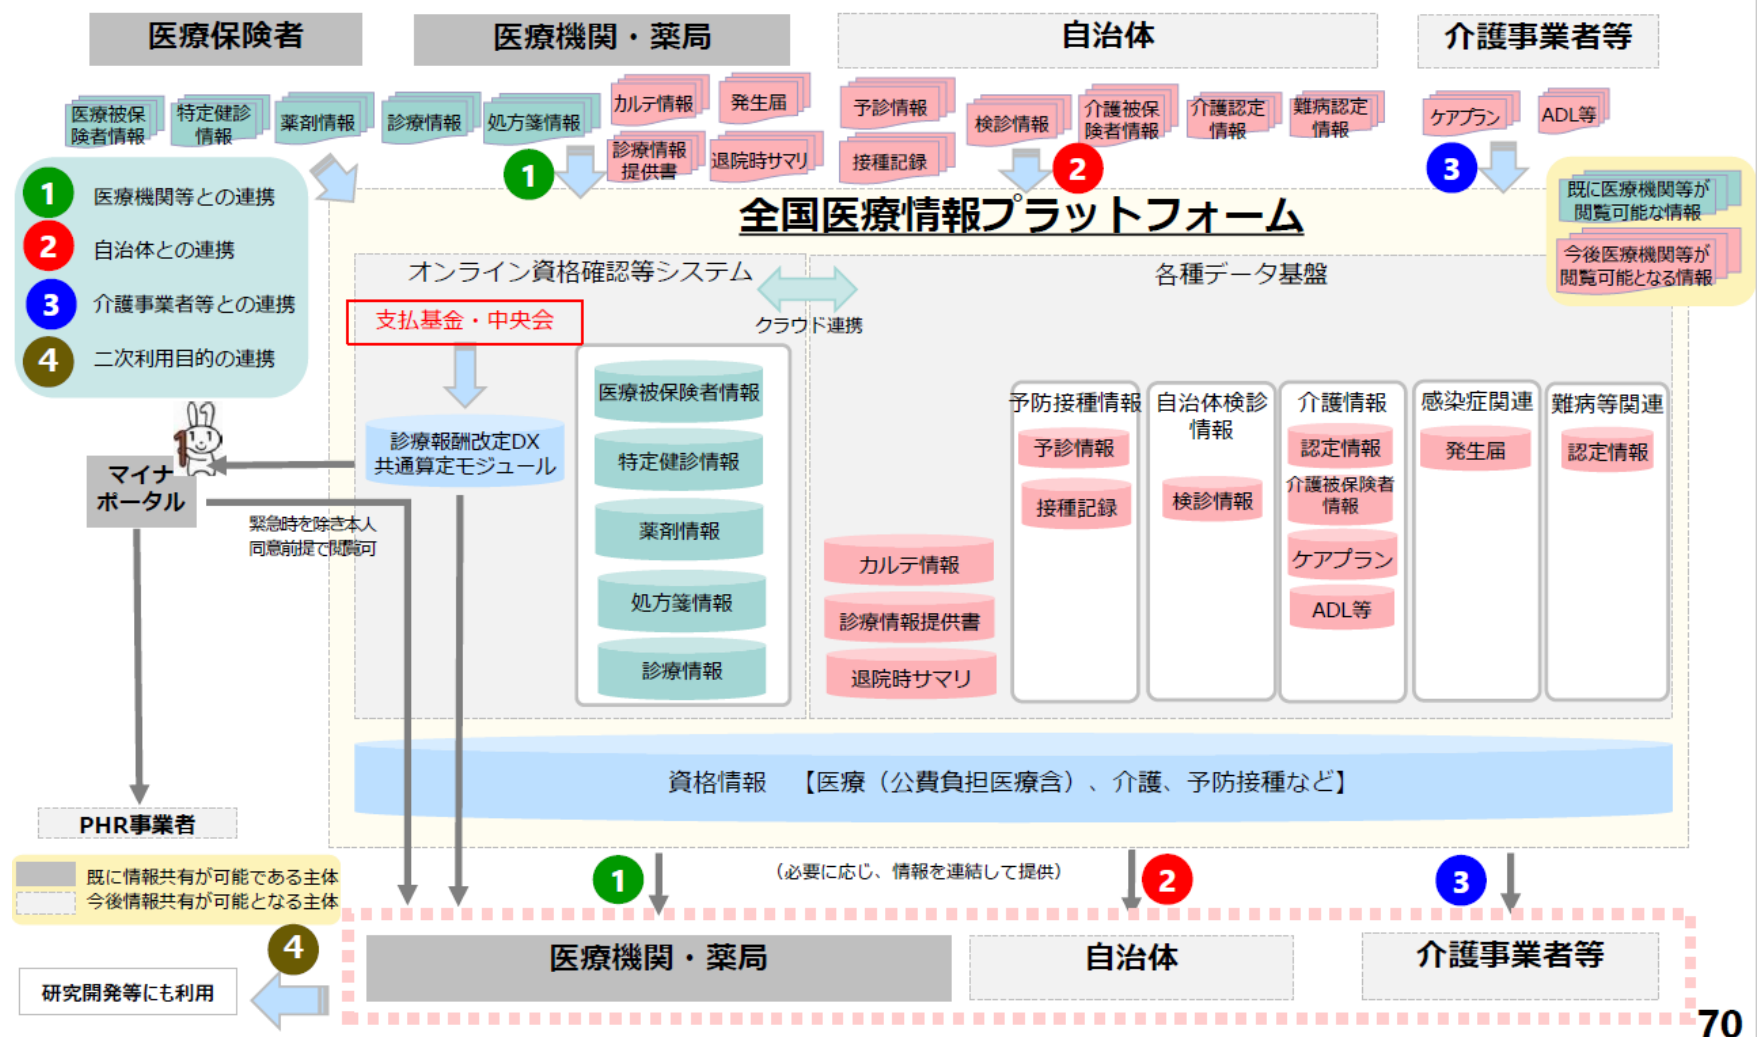 医療保険者
医療機関・薬局
自治体
介護事業者等
医療被保
険者情報
特定健診
情報
薬剤情報
診療情報
処方箋情報
カルテ情報
発生届
診療情報
提供書
退院時サマリ
予診情報
接種記録
検診情報
介護被保
険者情報
介護認定
情報
難病認定
情報
ケアプラン
ADL等
1
2
3
1 医療機関等との連携
2 自治体との連携
3 介護事業者等との連携
4 二次利用目的の連携
既に医療機関等が
閲覧可能な情報
今後医療機関等が
閲覧可能となる情報
全国医療情報プラットフォーム
オンライン資格確認等システム
各種データ基盤
クラウド連携
支払基金・中央会
診療報酬改定DX
共通算定モジュール
医療被保険者情報
特定健診情報
薬剤情報
処方箋情報
診療情報
カルテ情報
診療情報提供書
退院時サマリ
予防接種情報
予診情報
接種記録
自治体検診
情報
検診情報
介護情報
認定情報
介護被保険者
情報
ケアプラン
ADL等
感染症関連
発生届
難病等関連
認定情報
マイナ
ポータル
1
緊急時を除き本人
同意前提で閲覧可
資格情報 【医療（公費負担医療含）、介護、予防接種など】
PHR事業者
既に情報共有が可能である主体
今後情報共有が可能となる主体
1
（必要に応じ、情報を連結して提供）
2
3
4
医療機関・薬局
自治体
介護事業者等
研究開発等にも利用
70